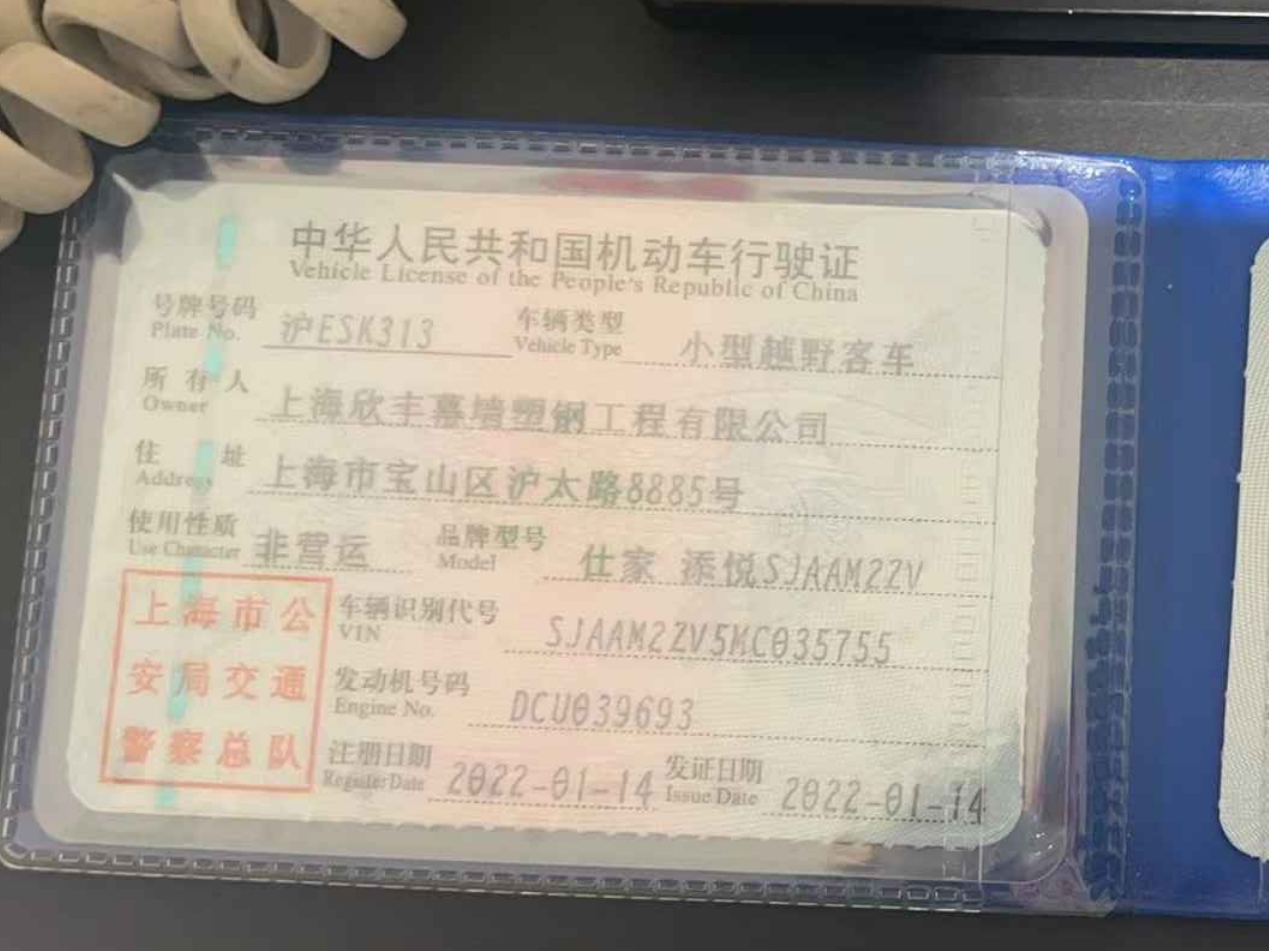 中华人民共和国机动车行驶证
Vehicle License of the People's Republic of China
号牌号码 沪ESK313 车辆类型 小型越野客车
Plate No. Vehicle Type
所有人 上海欣丰幕墙塑钢工程有限公司
Owner
住址 上海市宝山区沪太路8885号
Address
使用性质 非营运 品牌型号 仕家 添悦SJAAM2ZV
Use Character Model
车辆识别代号 SJAAM2ZV5MC035755
VIN
发动机号码 DCU039693
Engine No.
注册日期 2022-01-14 发证日期 2022-01-14
Register Date Issue Date
上海市公
安局交通
警察总队